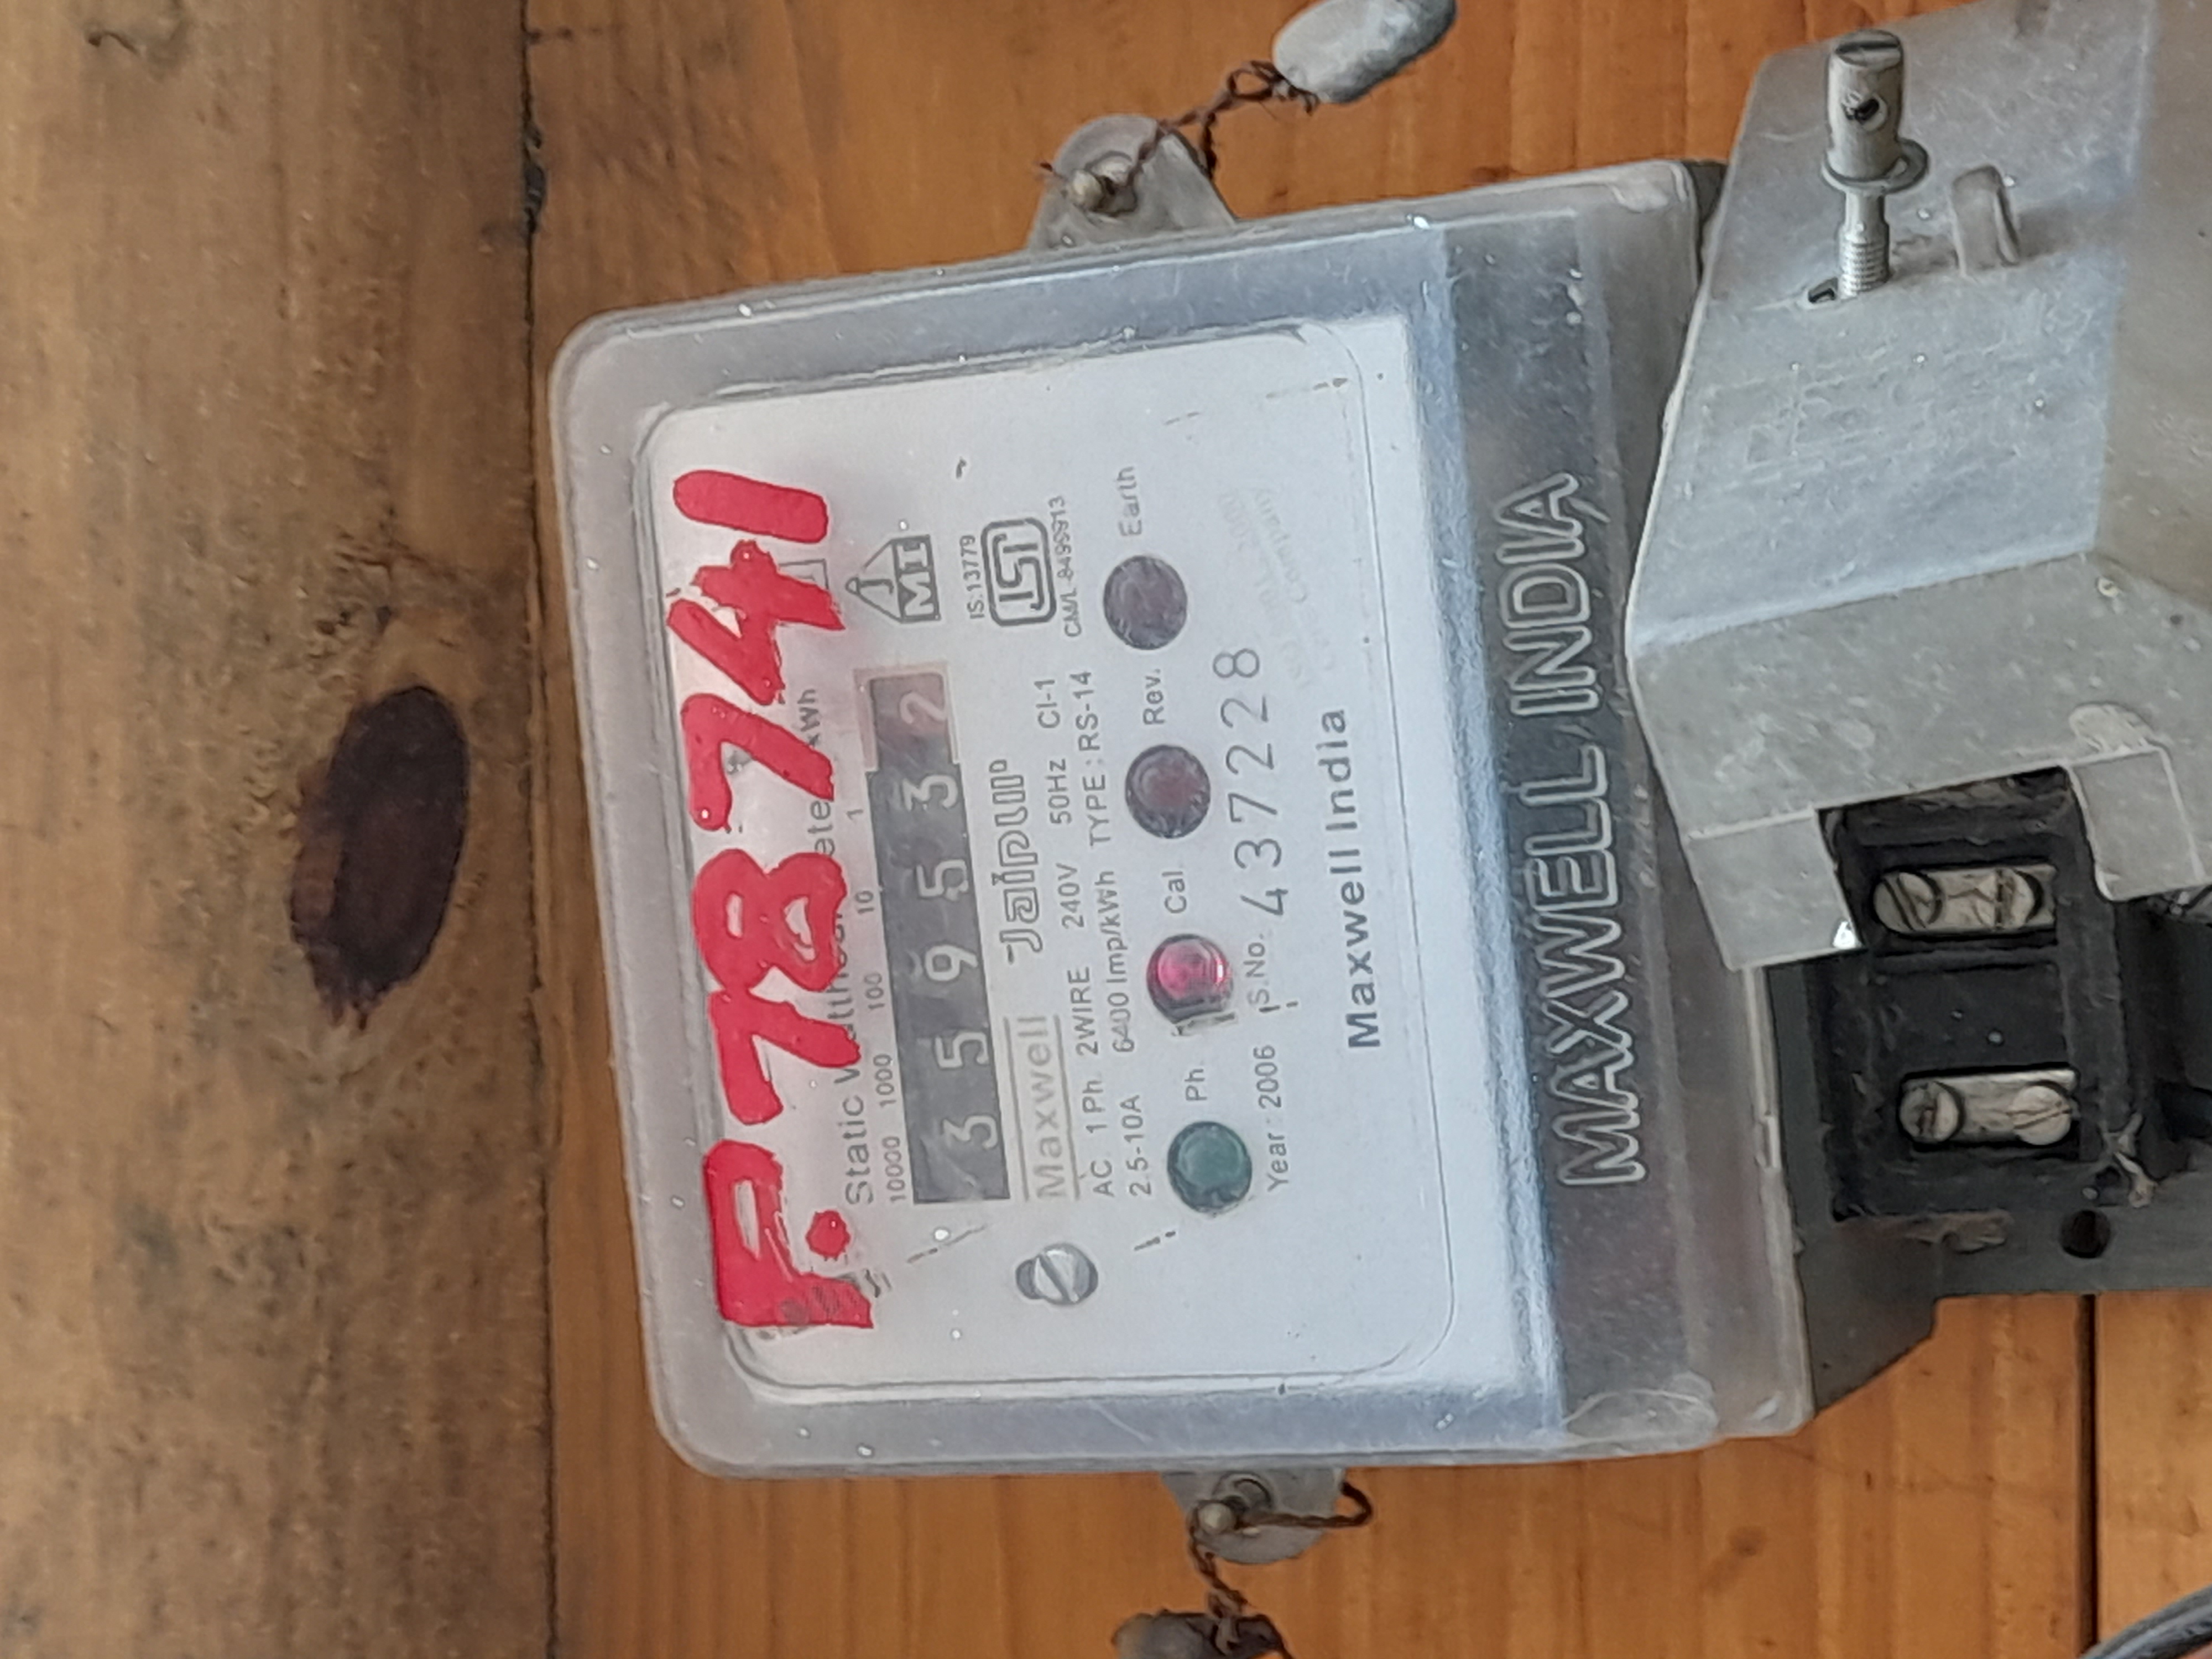 P.78741
Static Watthour Meter kWh
10000 1000 100 10 1
3 5 9 5 3 2
Maxwell Jaipur
MI
AC 1 Ph. 2WIRE 240V 50Hz Cl-1
2.5-10A 6400 Imp/kWh TYPE : RS-14
IS:13779
ISI
Ph. Cal. Rev. Earth
Year : 2006 S.No. 437228
Maxwell India
MAXWELL INDIA